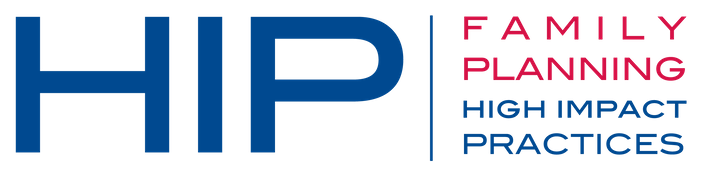 HIP
FAMILY
PLANNING
HIGH IMPACT
PRACTICES